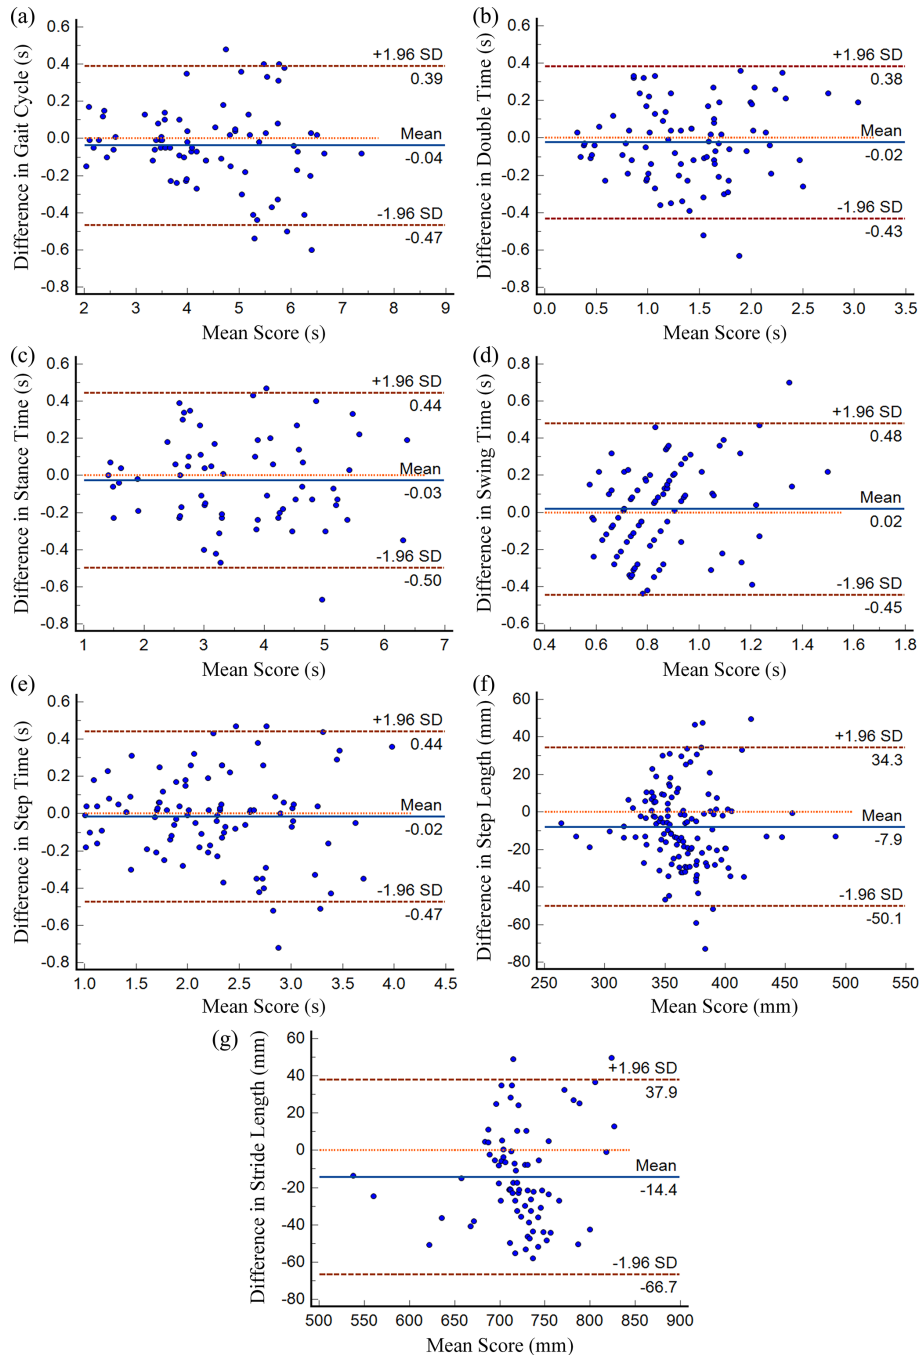 (a)
Difference in Gait Cycle (s)
0.6
0.4
0.2
0.0
-0.2
-0.4
-0.6
-0.8
+1.96 SD
0.39
Mean
-0.04
-1.96 SD
-0.47
2 3 4 5 6 7 8 9
Mean Score (s)
(b)
Difference in Double Time (s)
0.6
0.4
0.2
0.0
-0.2
-0.4
-0.6
-0.8
+1.96 SD
0.38
Mean
-0.02
-1.96 SD
-0.43
0.0 0.5 1.0 1.5 2.0 2.5 3.0 3.5
Mean Score (s)
(c)
Difference in Stance Time (s)
0.6
0.4
0.2
0.0
-0.2
-0.4
-0.6
-0.8
+1.96 SD
0.44
Mean
-0.03
-1.96 SD
-0.50
1 2 3 4 5 6 7
Mean Score (s)
(d)
Difference in Swing Time (s)
0.8
0.6
0.4
0.2
0.0
-0.2
-0.4
-0.6
+1.96 SD
0.48
Mean
0.02
-1.96 SD
-0.45
0.4 0.6 0.8 1.0 1.2 1.4 1.6 1.8
Mean Score (s)
(e)
Difference in Step Time (s)
0.6
0.4
0.2
0.0
-0.2
-0.4
-0.6
-0.8
+1.96 SD
0.44
Mean
-0.02
-1.96 SD
-0.47
1.0 1.5 2.0 2.5 3.0 3.5 4.0 4.5
Mean Score (s)
(f)
Difference in Step Length (mm)
60
40
20
0
-20
-40
-60
-80
+1.96 SD
34.3
Mean
-7.9
-1.96 SD
-50.1
250 300 350 400 450 500 550
Mean Score (mm)
(g)
Difference in Stride Length (mm)
60
40
20
0
-20
-40
-60
-80
+1.96 SD
37.9
Mean
-14.4
-1.96 SD
-66.7
500 550 600 650 700 750 800 850 900
Mean Score (mm)